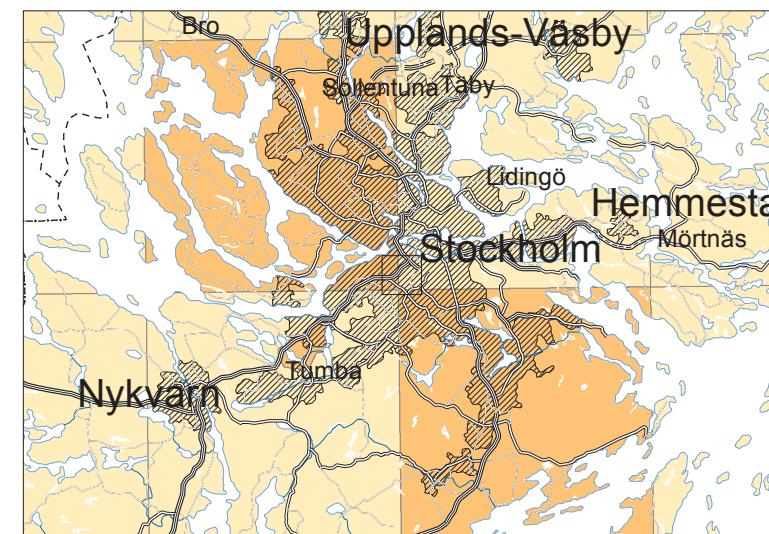 Bro
Upplands-Väsby
Sollentuna
Täby
Lidingö
Hemmesta
Mörtnäs
Stockholm
Tumba
Nykvarn